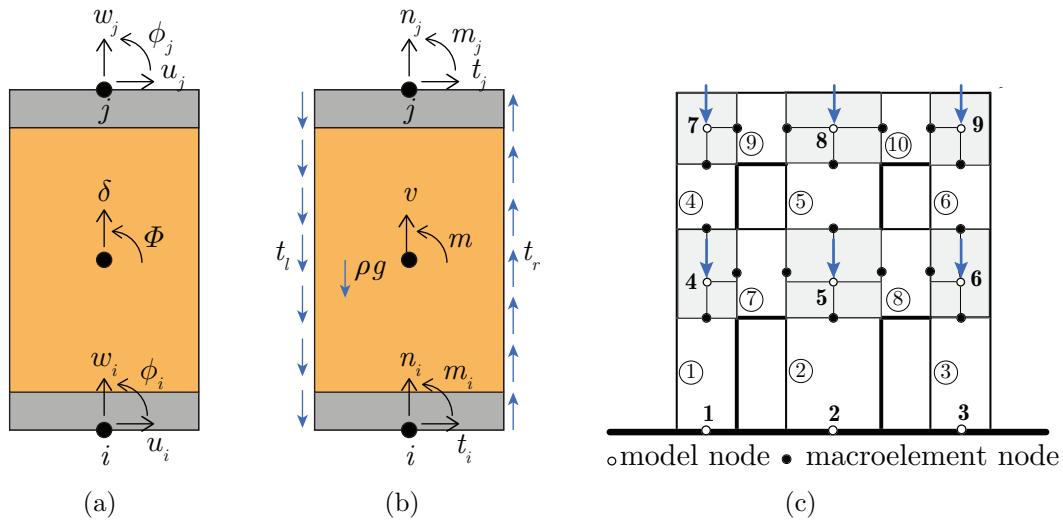 w_j
ϕ_j
u_j
j
δ
Φ
w_i
ϕ_i
u_i
i
(a)
n_j
m_j
t_j
j
v
m
t_l
ρg
t_r
n_i
m_i
t_i
i
(b)
7 8 9
⑨ ⑩
④ ⑤ ⑥
4 5 6
⑦ ⑧
① ② ③
1 2 3
model node macroelement node
(c)